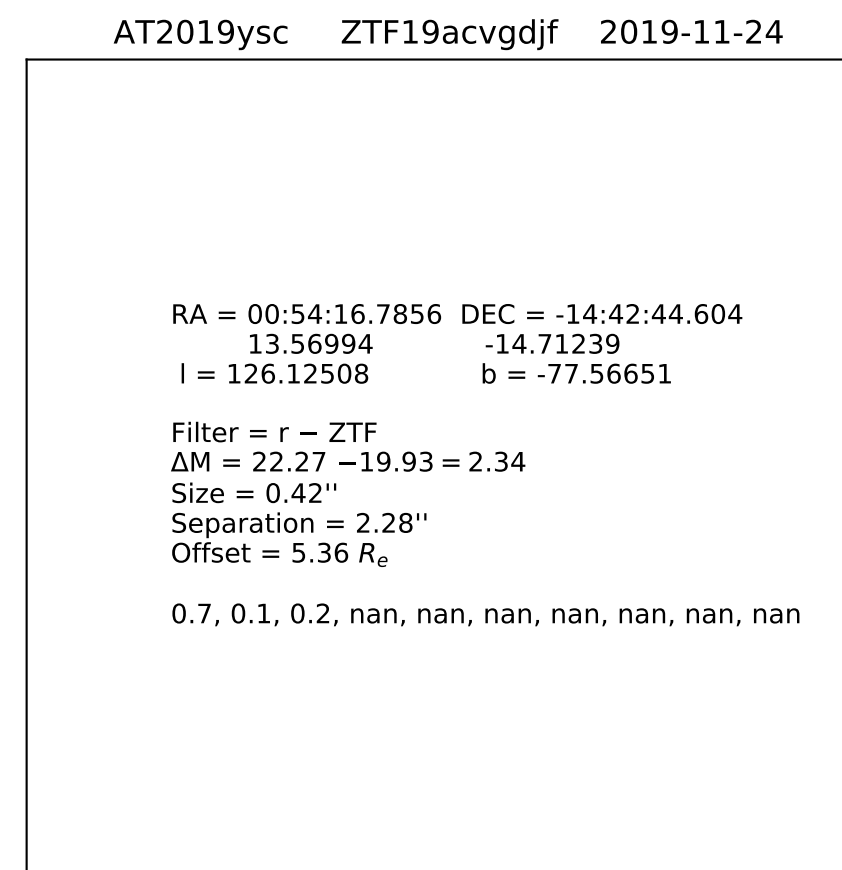 AT2019ysc ZTF19acvgdjf 2019-11-24
RA = 00:54:16.7856 DEC = -14:42:44.604
13.56994 -14.71239
l = 126.12508 b = -77.56651
Filter = r − ZTF
ΔM = 22.27 −19.93 = 2.34
Size = 0.42''
Separation = 2.28''
Offset = 5.36 Re
0.7, 0.1, 0.2, nan, nan, nan, nan, nan, nan, nan